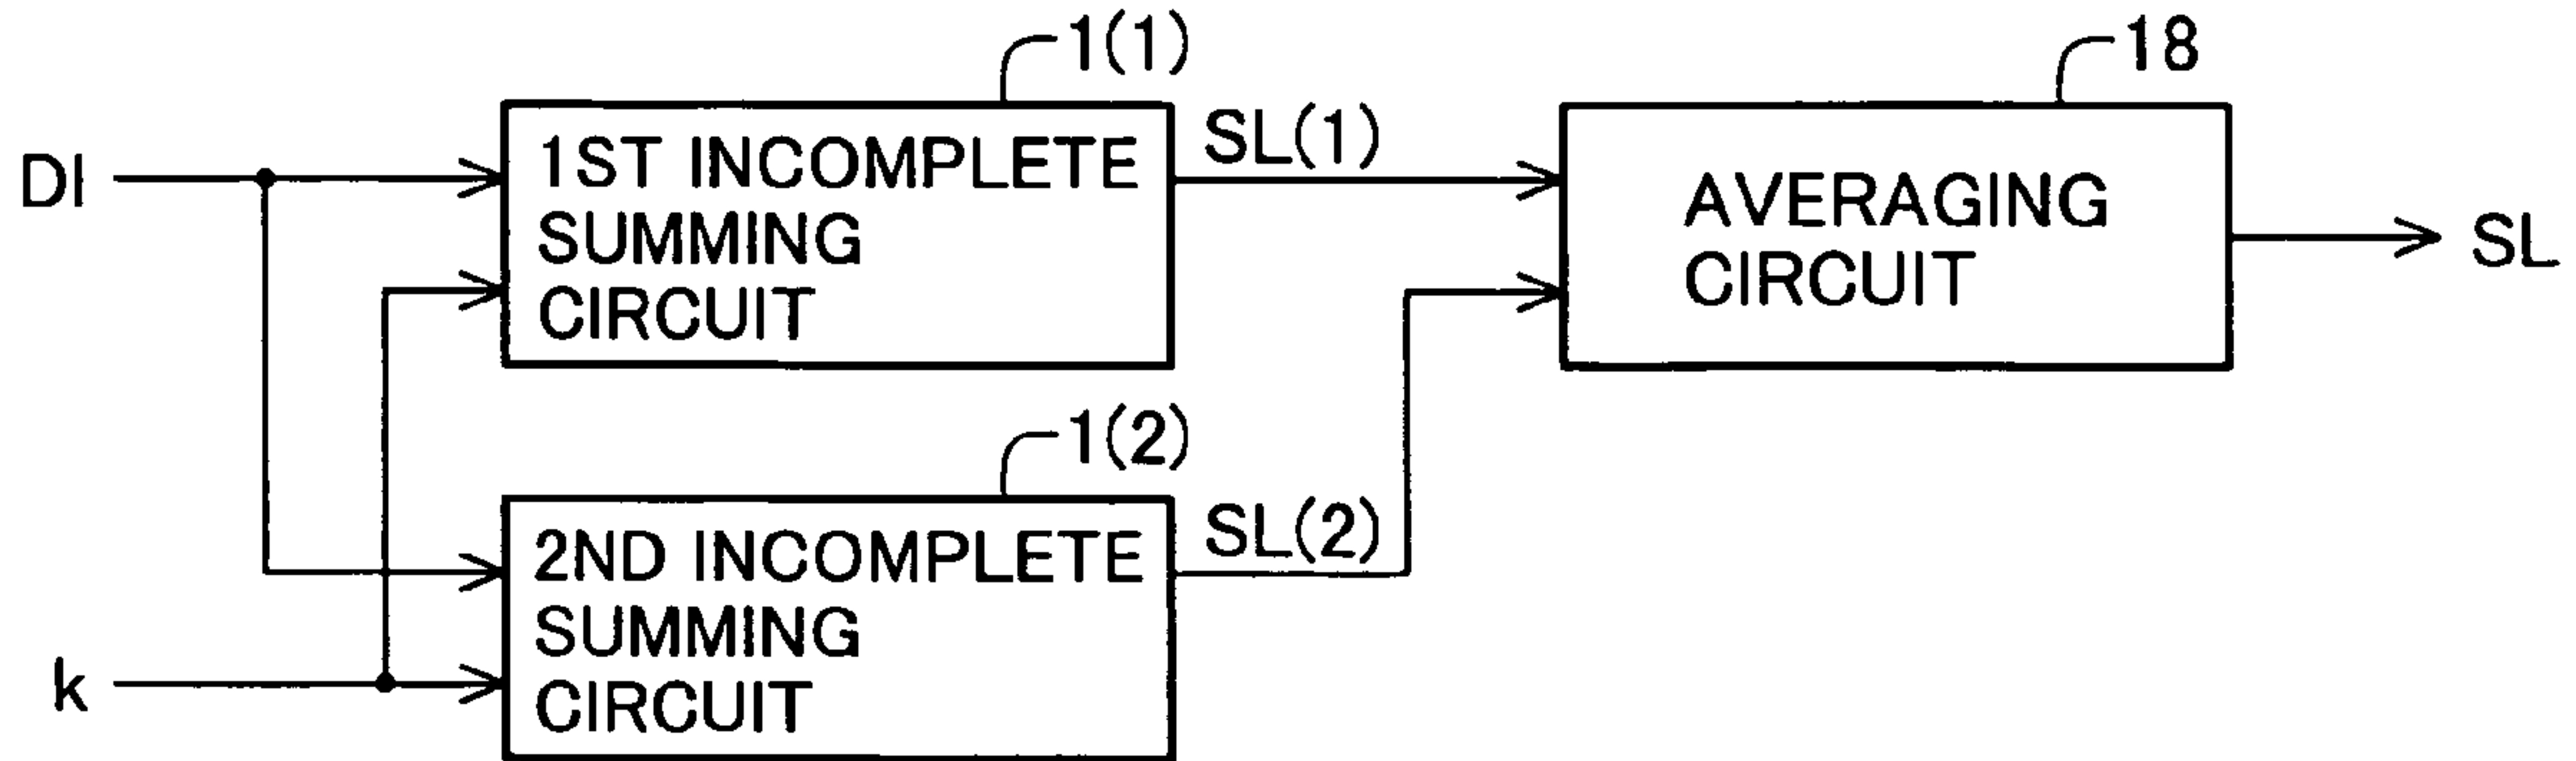 1(1)
18
DI
1ST INCOMPLETE
SUMMING
CIRCUIT
SL(1)
AVERAGING
CIRCUIT
SL
1(2)
k
2ND INCOMPLETE
SUMMING
CIRCUIT
SL(2)